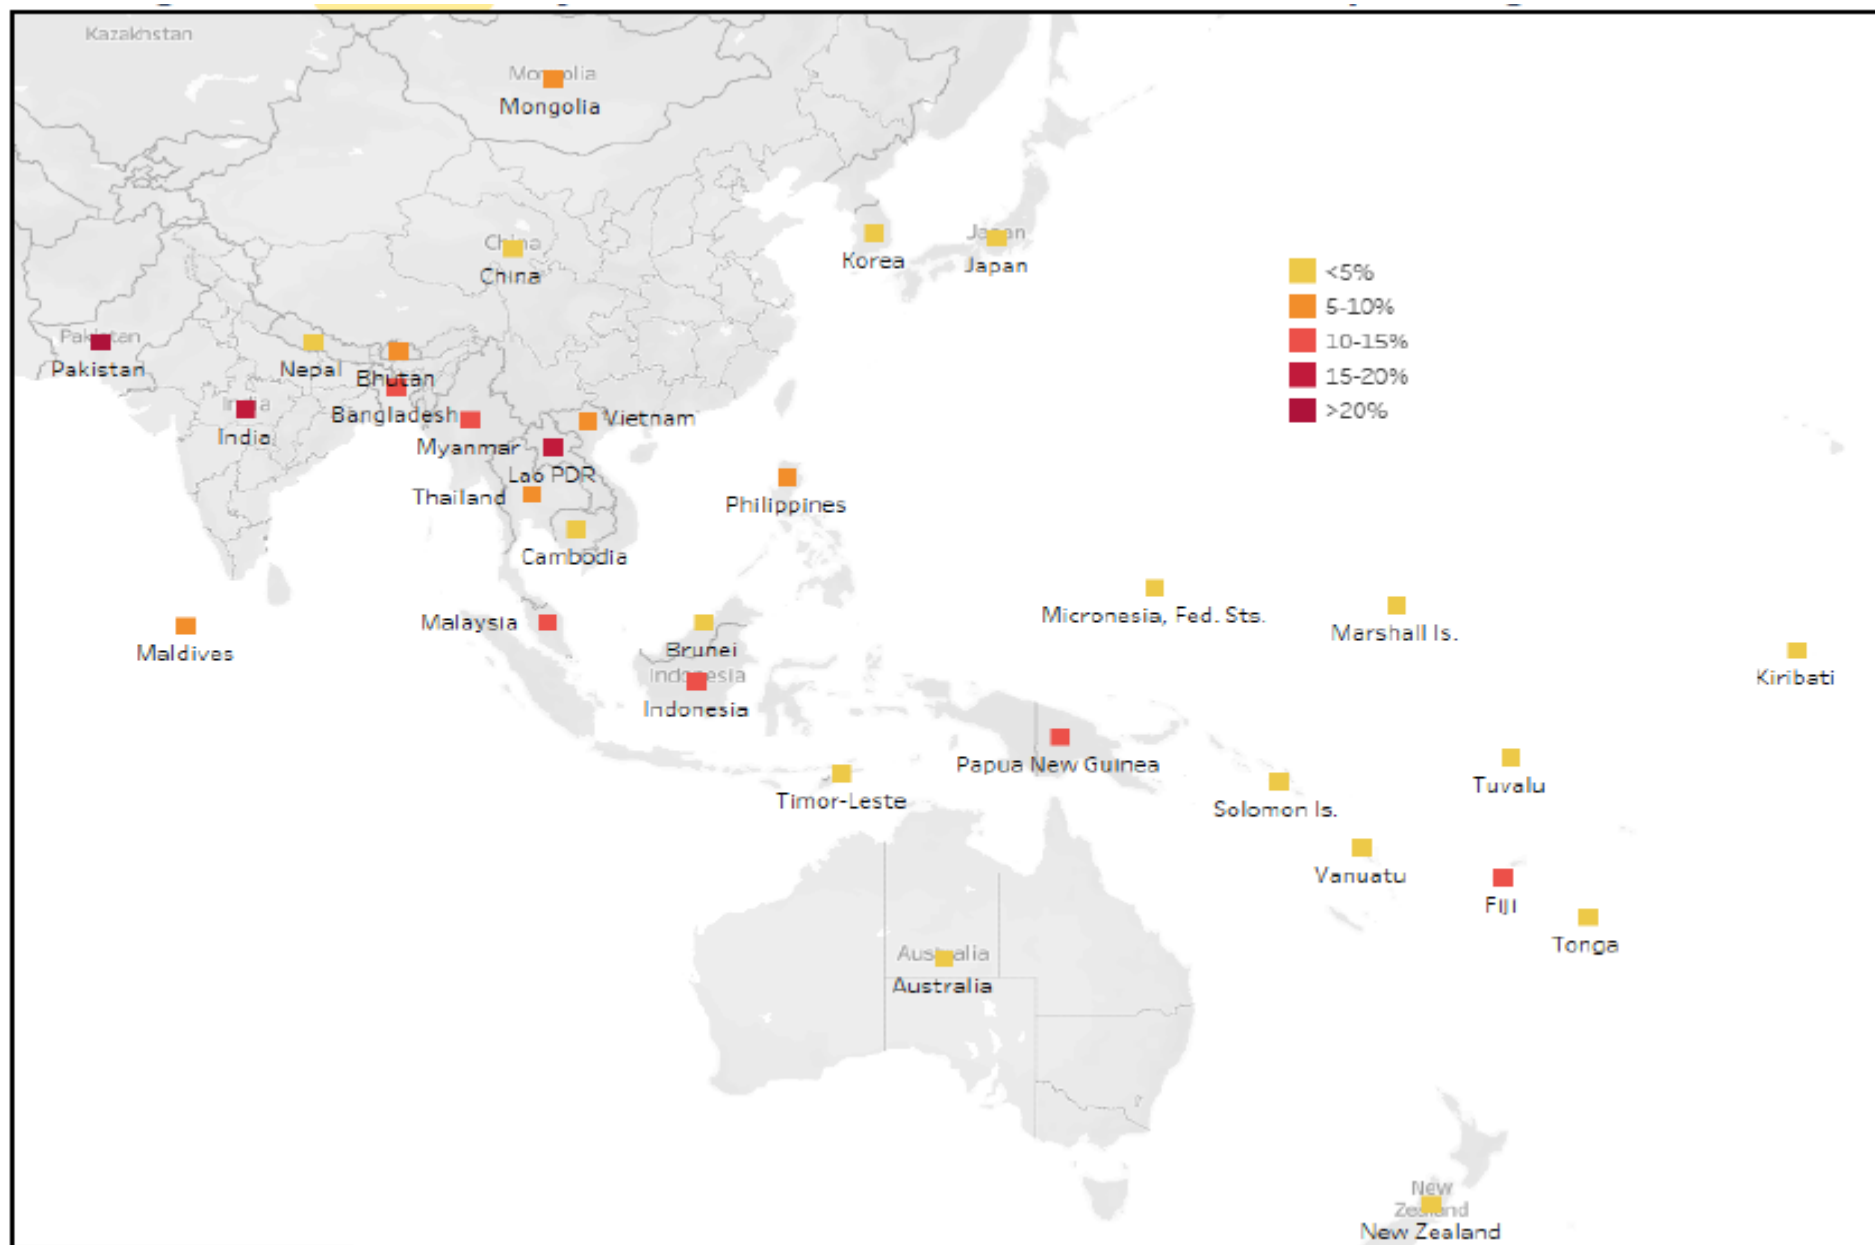 Kazakhstan
Mongolia
Mongolia
China
China
Korea
Japan
Japan
<5%
5-10%
10-15%
15-20%
>20%
Pakistan
Pakistan
Nepal
Bhutan
India
India
Bangladesh
Myanmar
Vietnam
Lao PDR
Thailand
Philippines
Cambodia
Maldives
Malaysia
Brunei
Indonesia
Indonesia
Micronesia, Fed. Sts.
Marshall Is.
Kiribati
Papua New Guinea
Timor-Leste
Solomon Is.
Tuvalu
Vanuatu
Fiji
Tonga
Australia
Australia
New
Zealand
New Zealand